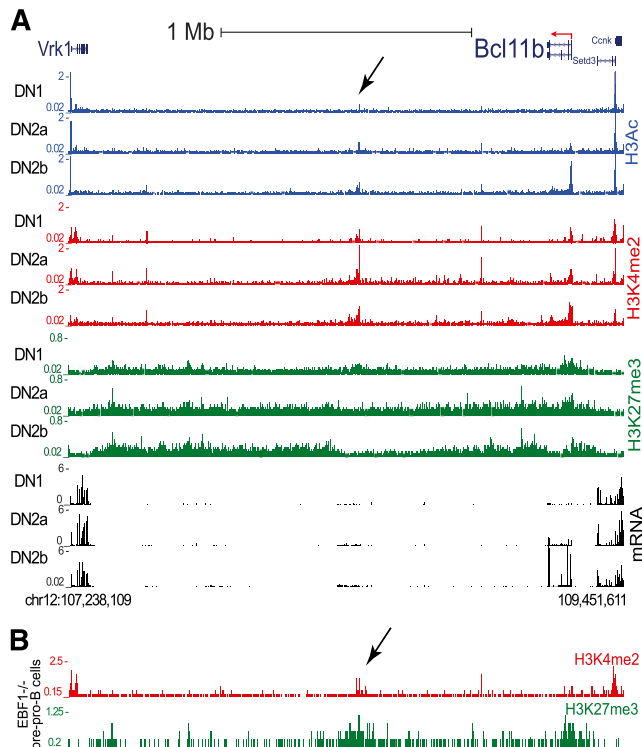 A
1 Mb
Vrk1
Bcl11b
Ccnk
Setd3
DN1
2
0.02
DN2a
2
0.02
DN2b
2
0.02
H3Ac
DN1
2
0.02
DN2a
2
0.02
DN2b
2
0.02
H3K4me2
DN1
0.8
0.02
DN2a
0.8
0.02
DN2b
0.8
0.02
H3K27me3
DN1
6
0
DN2a
6
0
DN2b
6
0.02
mRNA
chr12:107,238,109
109,451,611
B
EBF1-/-
pre-pro-B cells
2.5
0.15
H3K4me2
1.25
0.2
H3K27me3